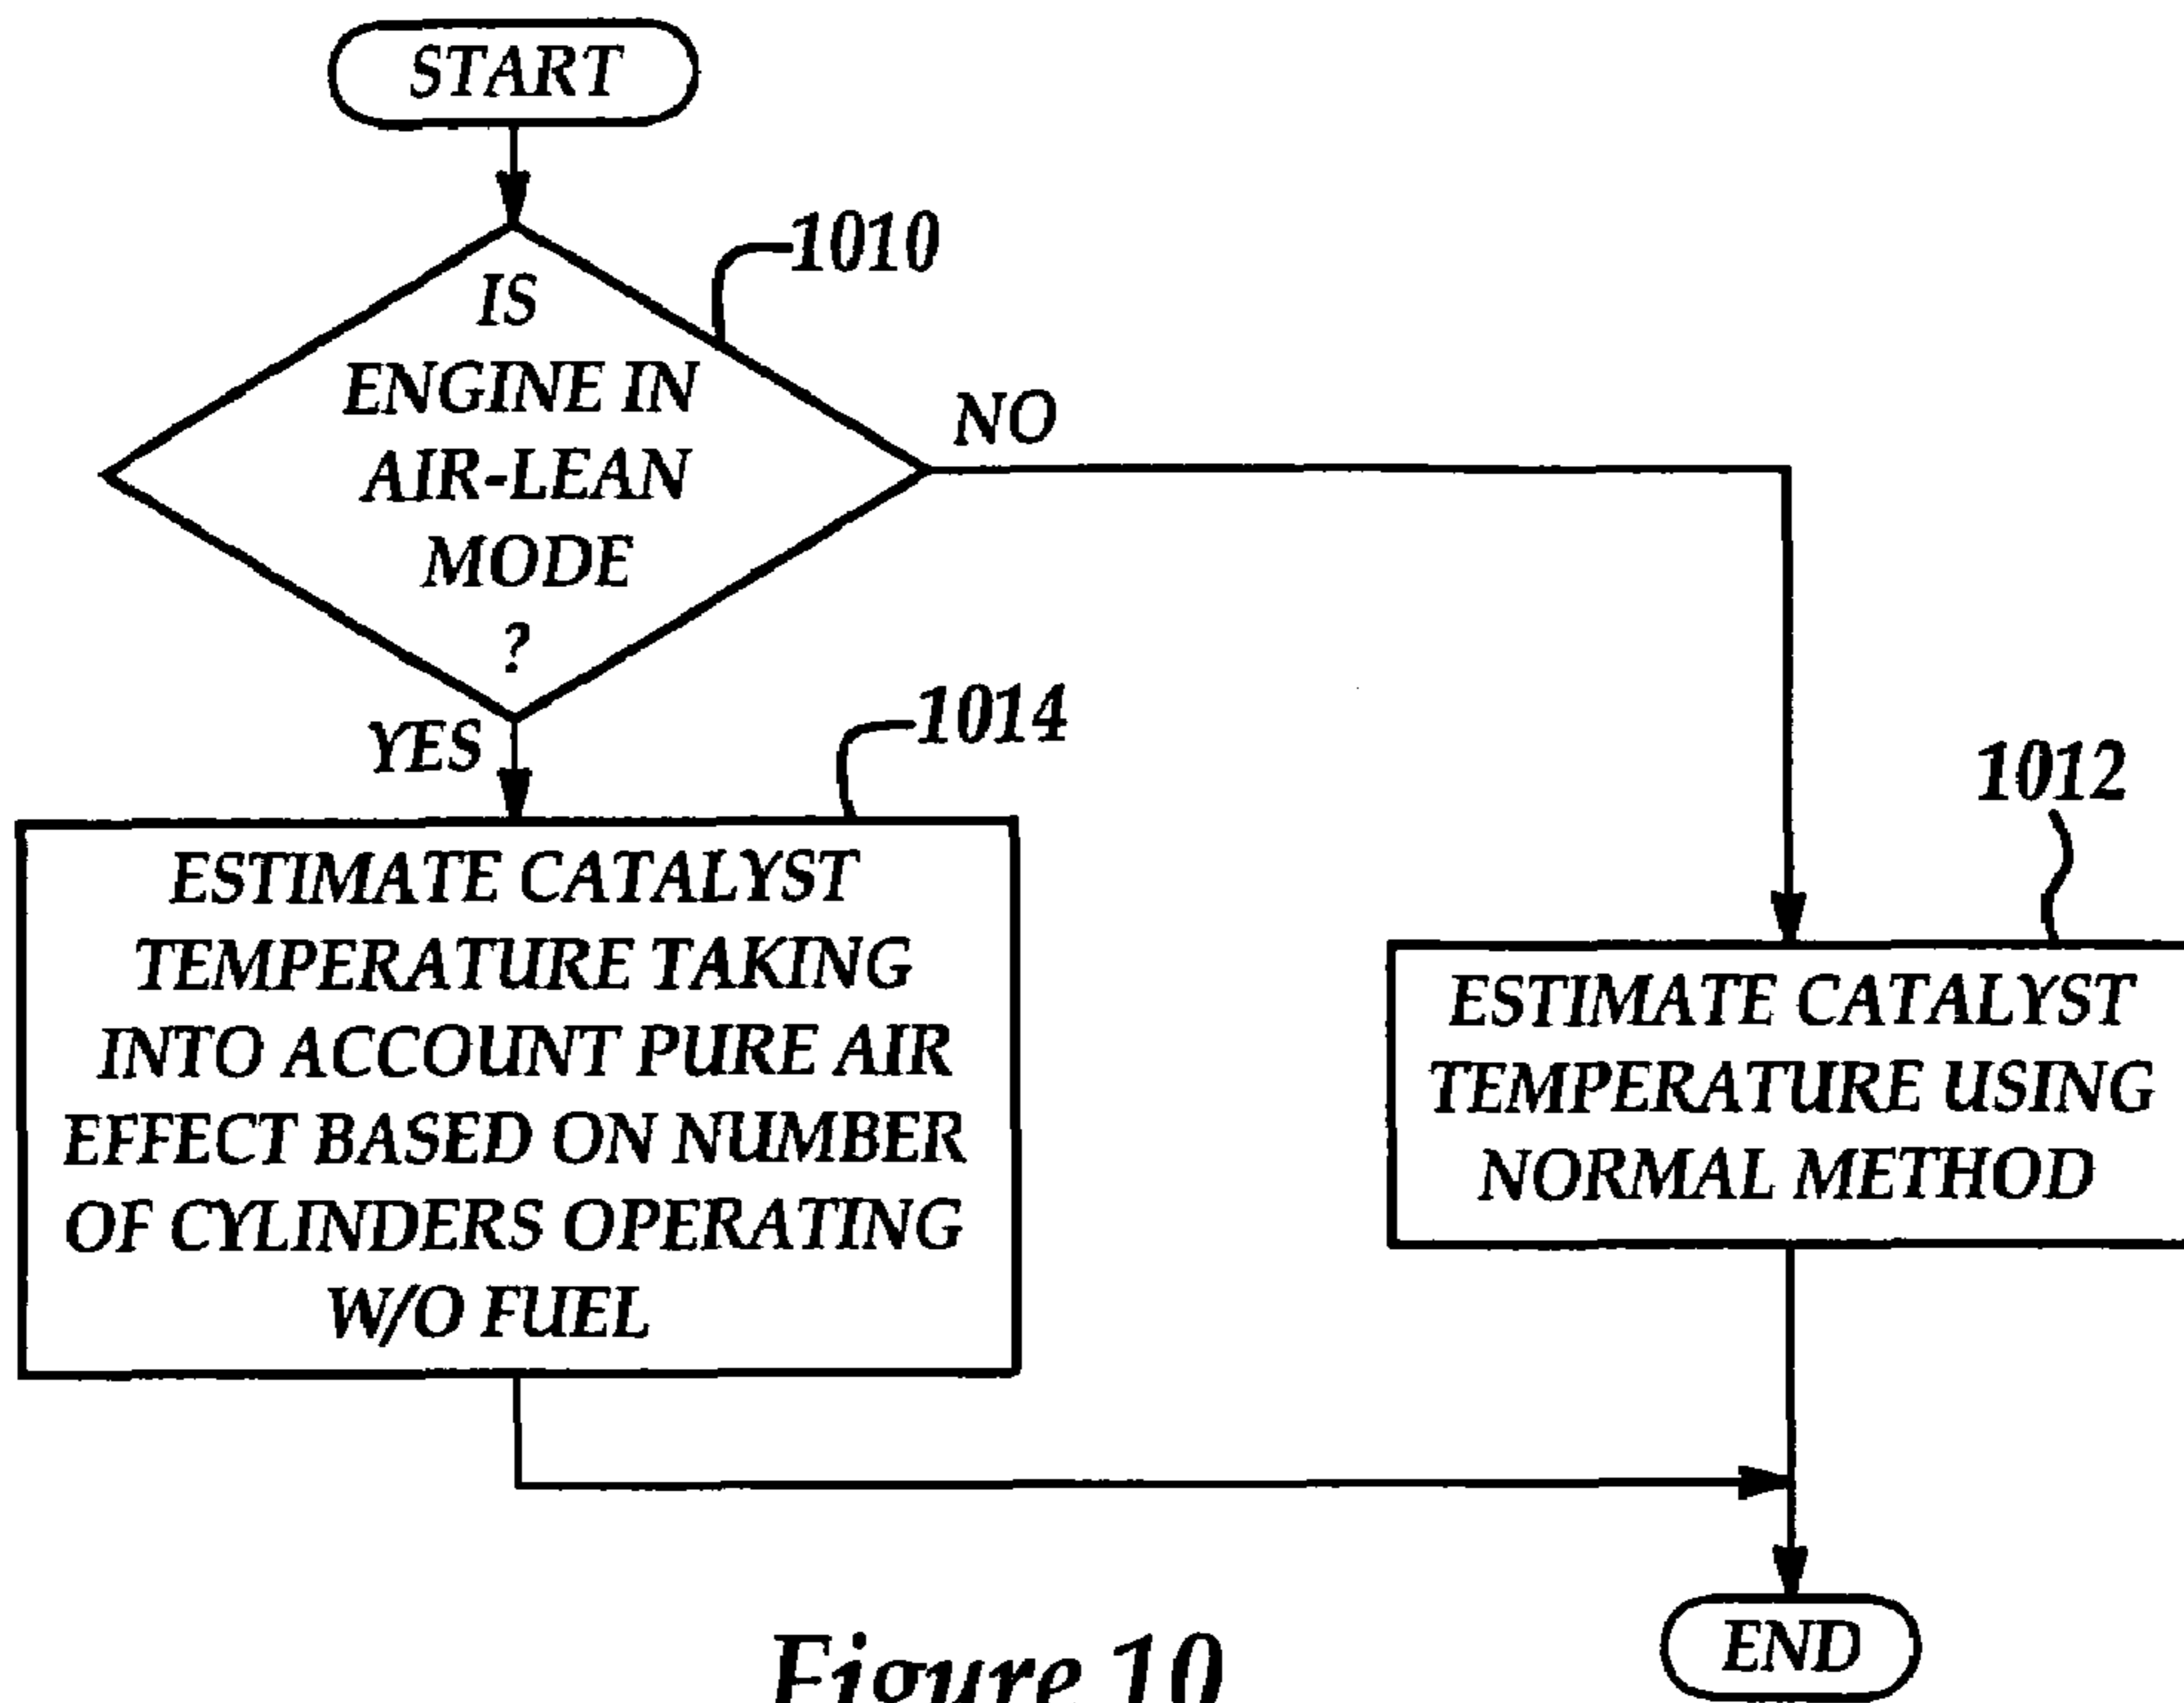 START
1010
IS
ENGINE IN
AIR-LEAN
MODE
?
NO
YES
1014
ESTIMATE CATALYST
TEMPERATURE TAKING
INTO ACCOUNT PURE AIR
EFFECT BASED ON NUMBER
OF CYLINDERS OPERATING
W/O FUEL
1012
ESTIMATE CATALYST
TEMPERATURE USING
NORMAL METHOD
END
Figure 10